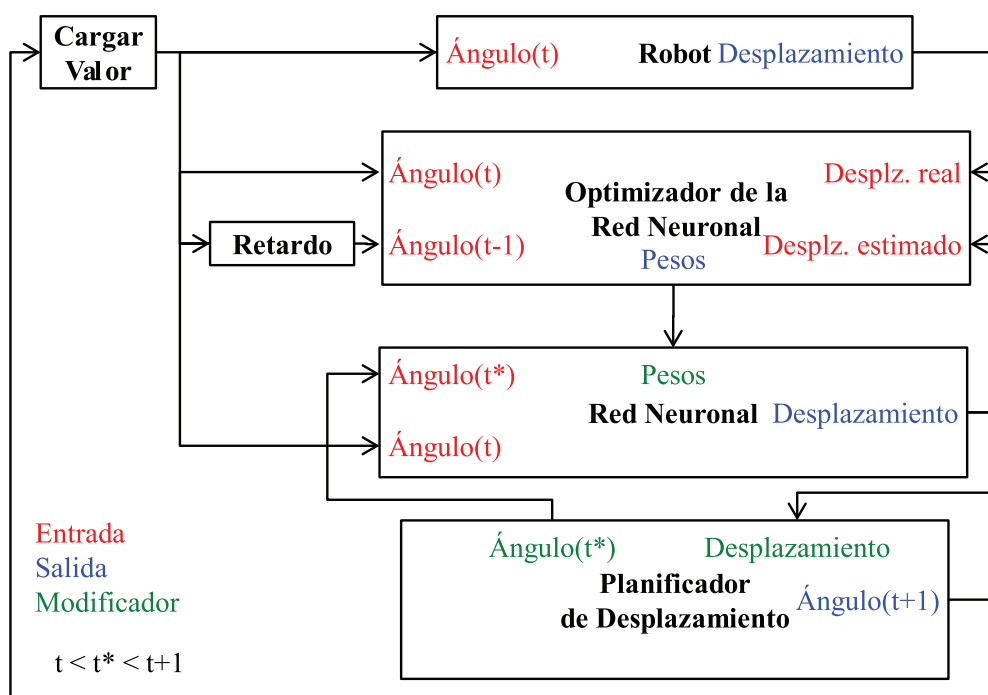 Cargar
Valor
Ángulo(t)
Robot
Desplazamiento
Ángulo(t)
Desplz. real
Optimizador de la
Red Neuronal
Retardo
Ángulo(t-1)
Desplz. estimado
Pesos
Ángulo(t*)
Pesos
Red Neuronal
Desplazamiento
Ángulo(t)
Entrada
Salida
Modificador
t < t* < t+1
Ángulo(t*)
Desplazamiento
Planificador
de Desplazamiento
Ángulo(t+1)